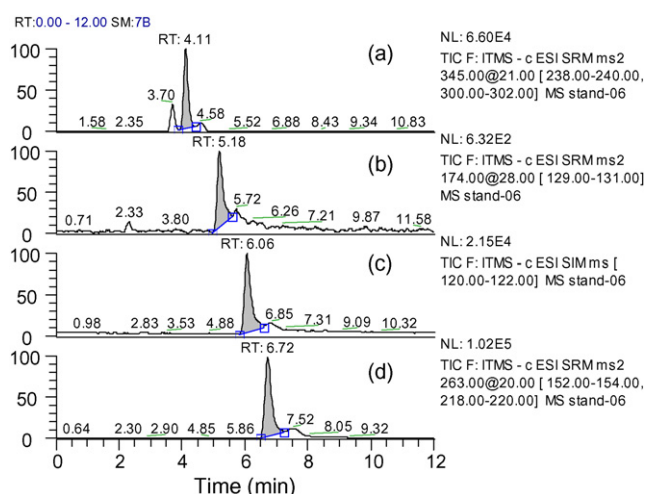 RT:0.00 - 12.00 SM:7B
RT: 4.11
(a)
NL: 6.60E4
TIC F: ITMS - c ESI SRM ms2
345.00@21.00 [ 238.00-240.00,
300.00-302.00] MS stand-06
100
50
0
3.70
4.58
1.58 2.35 5.52 6.88 8.43 9.34 10.83
RT: 5.18
(b)
NL: 6.32E2
TIC F: ITMS - c ESI SRM ms2
174.00@28.00 [ 129.00-131.00]
MS stand-06
100
50
0
5.72
0.71 2.33 3.80 6.26 7.21 9.87 11.58
RT: 6.06
(c)
NL: 2.15E4
TIC F: ITMS - c ESI SIM ms [
120.00-122.00] MS stand-06
100
50
0
6.85 7.31
0.98 2.83 3.53 4.88 9.09 10.32
RT: 6.72
(d)
NL: 1.02E5
TIC F: ITMS - c ESI SRM ms2
263.00@20.00 [ 152.00-154.00,
218.00-220.00] MS stand-06
100
50
0
7.52
0.64 2.30 2.90 4.85 5.86 8.05 9.32
0 2 4 6 8 10 12
Time (min)